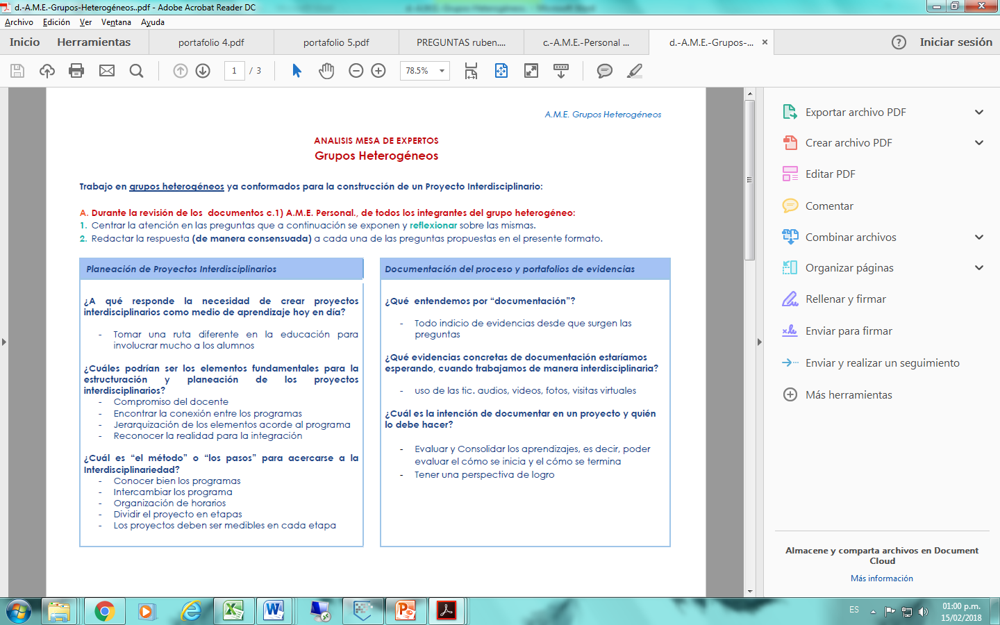 d.-A.M.E.-Grupos-Heterogéneos..pdf - Adobe Acrobat Reader DC
Archivo Edición Ver Ventana Ayuda
Inicio Herramientas portafolio 4.pdf portafolio 5.pdf PREGUNTAS ruben.... c.-A.M.E.-Personal ... d.-A.M.E.-Grupos-... Iniciar sesión
1 / 3 78.5%
A.M.E. Grupos Heterogéneos
ANALISIS MESA DE EXPERTOS
Grupos Heterogéneos
Trabajo en grupos heterogéneos ya conformados para la construcción de un Proyecto Interdisciplinario:
A. Durante la revisión de los documentos c.1) A.M.E. Personal., de todos los integrantes del grupo heterogéneo:
1. Centrar la atención en las preguntas que a continuación se exponen y reflexionar sobre las mismas.
2. Redactar la respuesta (de manera consensuada) a cada una de las preguntas propuestas en el presente formato.
Planeación de Proyectos Interdisciplinarios
¿A qué responde la necesidad de crear proyectos
interdisciplinarios como medio de aprendizaje hoy en día?
- Tomar una ruta diferente en la educación para
involucrar mucho a los alumnos
¿Cuáles podrían ser los elementos fundamentales para la
estructuración y planeación de los proyectos
interdisciplinarios?
- Compromiso del docente
- Encontrar la conexión entre los programas
- Jerarquización de los elementos acorde al programa
- Reconocer la realidad para la integración
¿Cuál es “el método” o “los pasos” para acercarse a la
Interdisciplinariedad?
- Conocer bien los programas
- Intercambiar los programa
- Organización de horarios
- Dividir el proyecto en etapas
- Los proyectos deben ser medibles en cada etapa
Documentación del proceso y portafolios de evidencias
¿Qué entendemos por “documentación”?
- Todo indicio de evidencias desde que surgen las
preguntas
¿Qué evidencias concretas de documentación estaríamos
esperando, cuando trabajamos de manera interdisciplinaria?
- uso de las tic. audios, videos, fotos, visitas virtuales
¿Cuál es la intención de documentar en un proyecto y quién
lo debe hacer?
- Evaluar y Consolidar los aprendizajes, es decir, poder
evaluar el cómo se inicia y el cómo se termina
- Tener una perspectiva de logro
Exportar archivo PDF
Crear archivo PDF
Editar PDF
Comentar
Combinar archivos
Organizar páginas
Rellenar y firmar
Enviar para firmar
Enviar y realizar un seguimiento
Más herramientas
Almacene y comparta archivos en Document
Cloud
Más información
ES
01:00 p.m.
15/02/2018